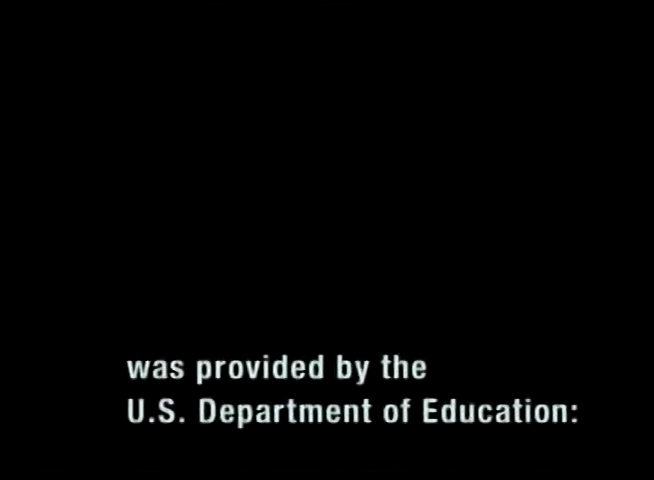 was provided by the
U.S. Department of Education: